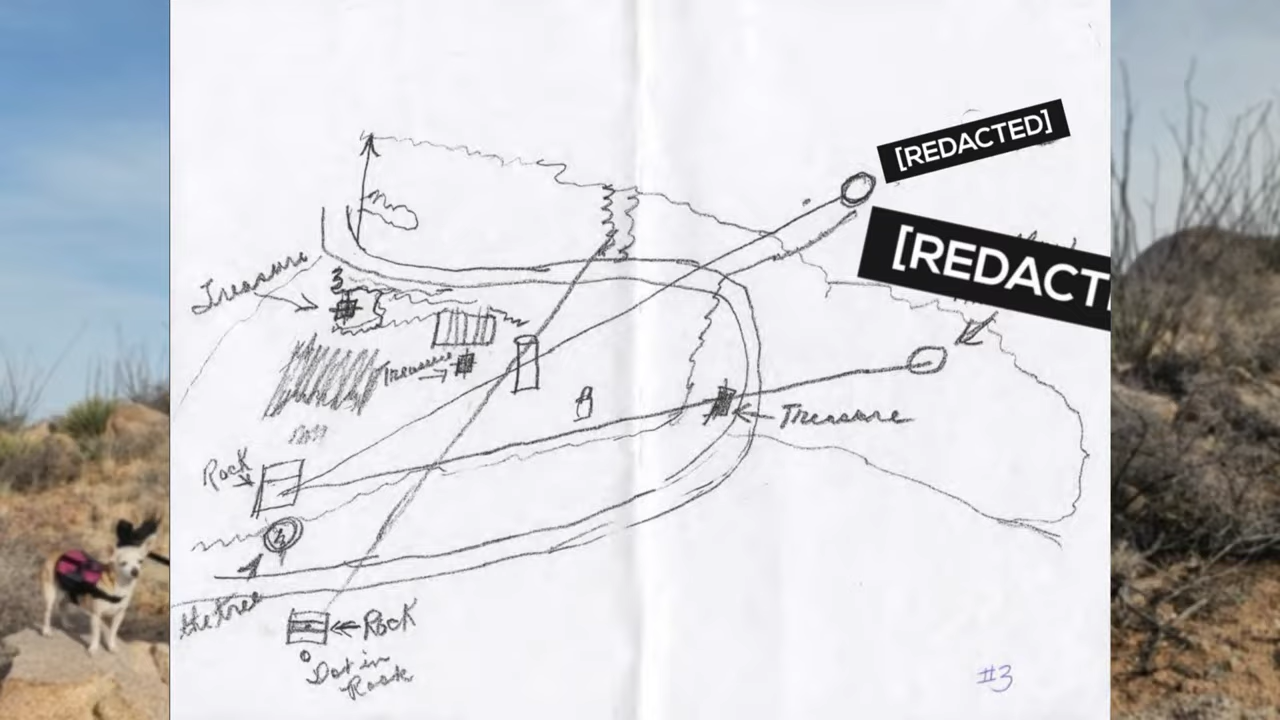 [REDACTED]
[REDACT
Treasure
3
Treasure
Treasure
Rock
the tree
Rock
Dot in
Rock
#3